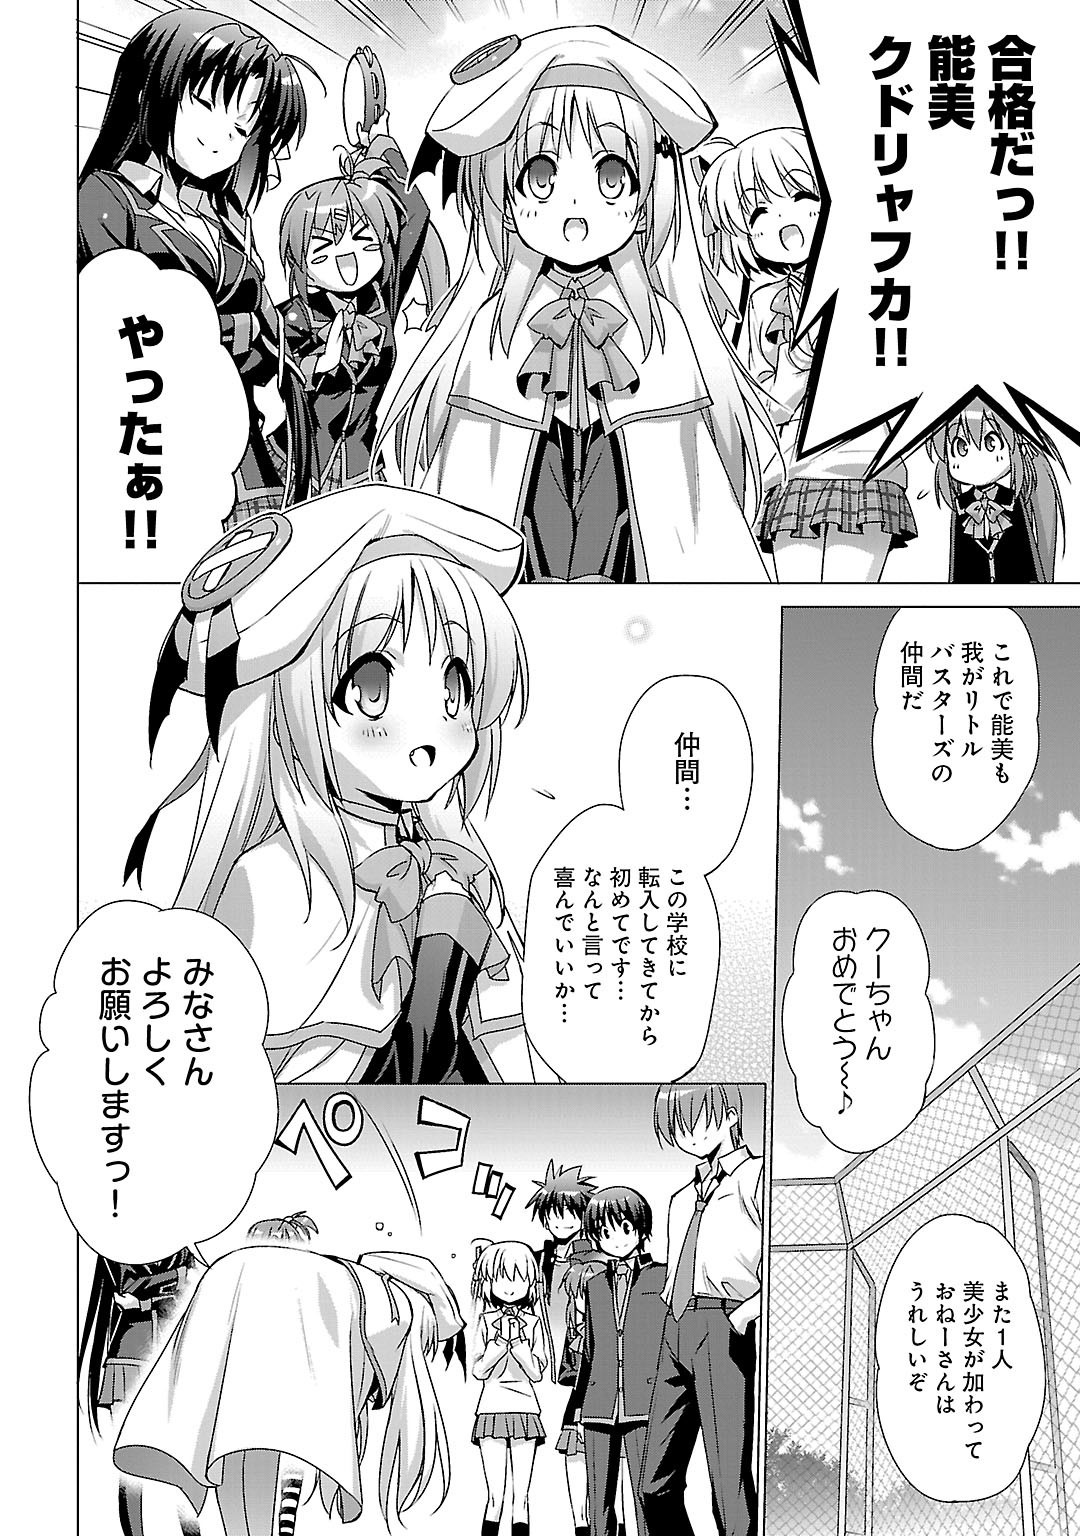 合格だっ!!
能美
クドリャフカ!!
やったぁ!!
これで能美も
我がリトル
バスターズの
仲間だ
クーちゃん
おめでとう～♪
また1人
美少女が加わって
おねーさんは
うれしいぞ
仲間…
この学校に
転入してきてから
初めてです…
なんと言って
喜んでいいか…
みなさん
よろしく
お願いしますっ!
ペコッ